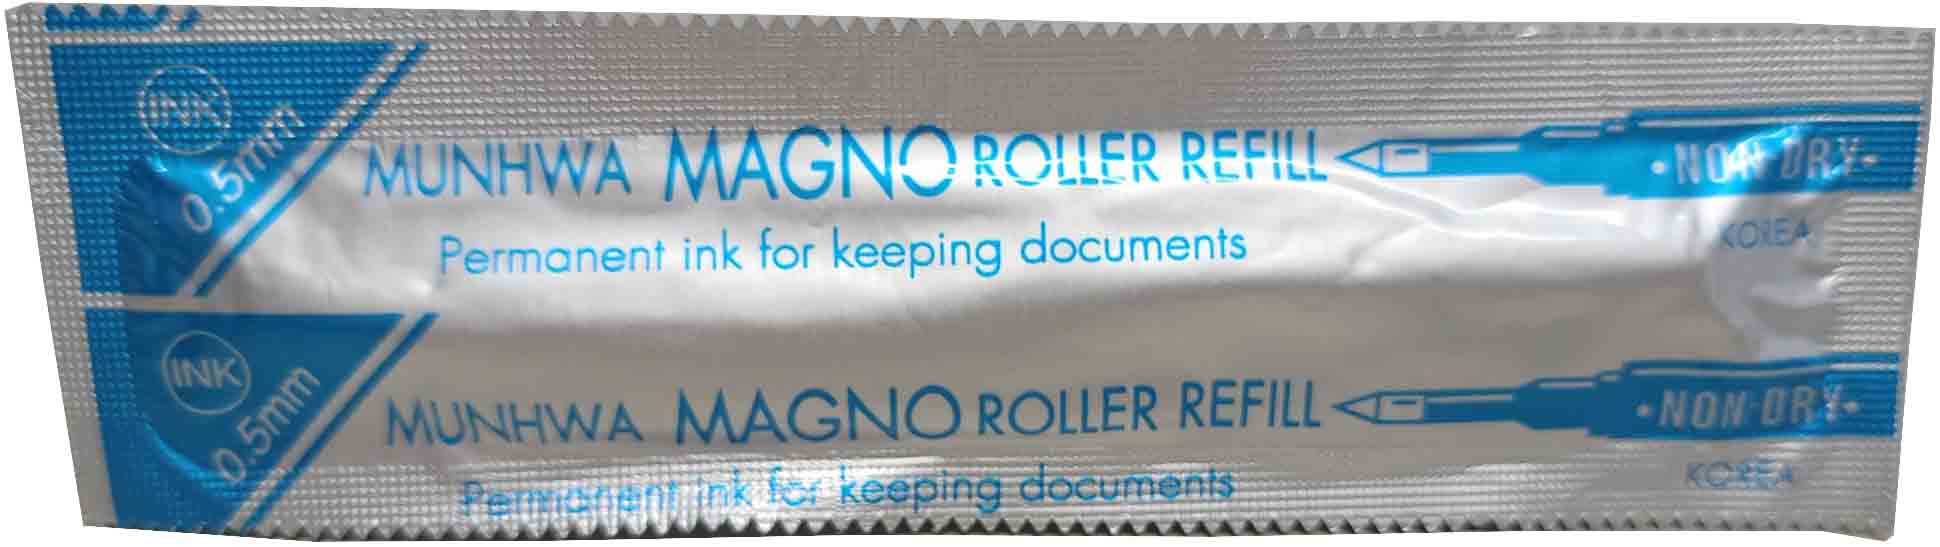 INK
0.5mm
MUNHWA MAGNO ROLLER REFILL
·NON-DRY·
Permanent ink for keeping documents
KOREA
INK
0.5mm
MUNHWA MAGNO ROLLER REFILL
·NON-DRY·
Permanent ink for keeping documents
KOREA